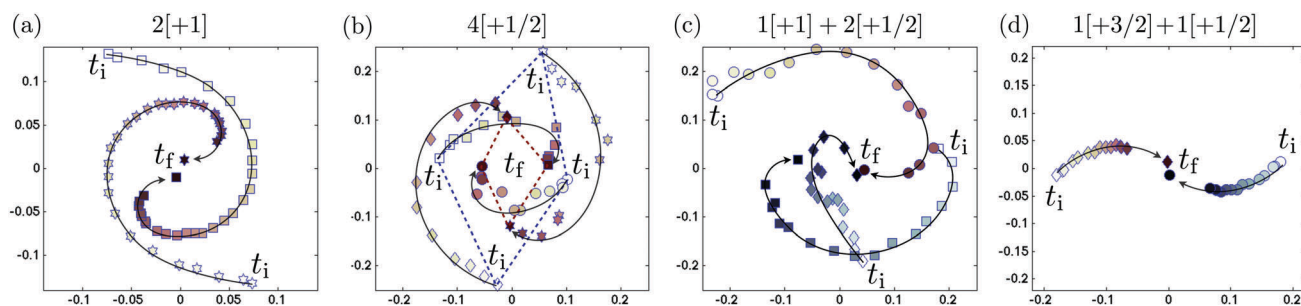 (a) 2[+1]
0.1
0.05
0
-0.05
-0.1
-0.1 -0.05 0 0.05 0.1
t_i
t_f
t_i
(b) 4[+1/2]
0.2
0.1
0
-0.1
-0.2
-0.2 -0.1 0 0.1 0.2
t_i
t_i
t_f
t_i
t_i
(c) 1[+1] + 2[+1/2]
0.2
0.1
0
-0.1
-0.2
-0.2 -0.1 0 0.1 0.2
t_i
t_i
t_f
t_i
(d) 1[+3/2]+1[+1/2]
0.2
0.15
0.1
0.05
0
-0.05
-0.1
-0.15
-0.2
-0.2 -0.1 0 0.1 0.2
t_i
t_f
t_i